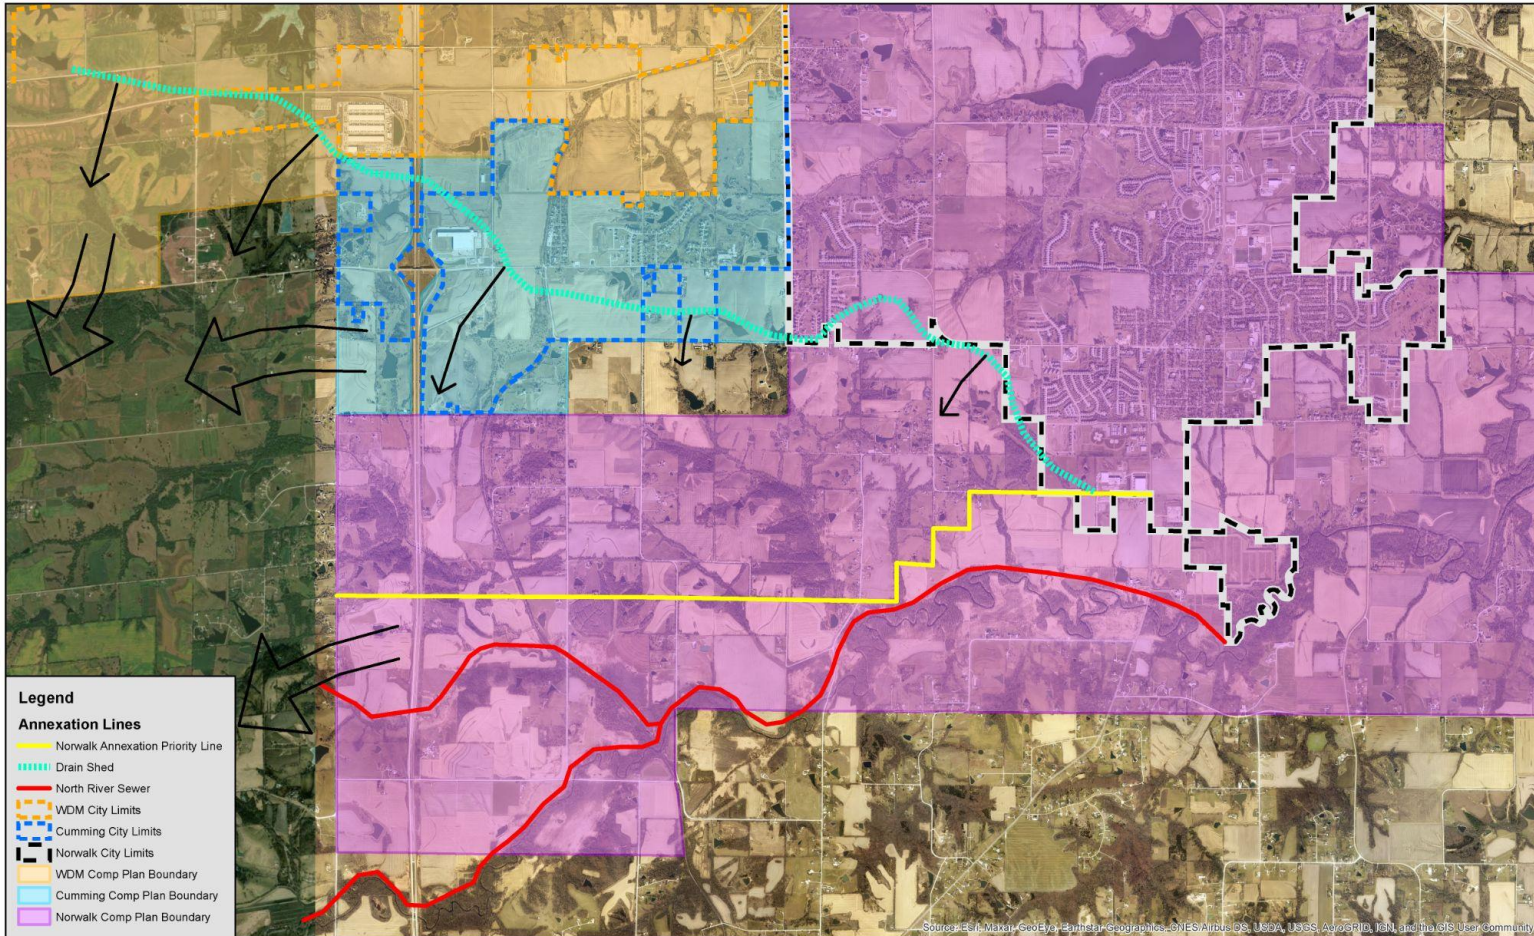 Legend
Annexation Lines
Norwalk Annexation Priority Line
Drain Shed
North River Sewer
WDM City Limits
Cumming City Limits
Norwalk City Limits
WDM Comp Plan Boundary
Cumming Comp Plan Boundary
Norwalk Comp Plan Boundary
Source: Esri, Maxar, GeoEye, Earthstar Geographics, CNES/Airbus DS, USDA, USGS, AeroGRID, IGN, and the GIS User Community